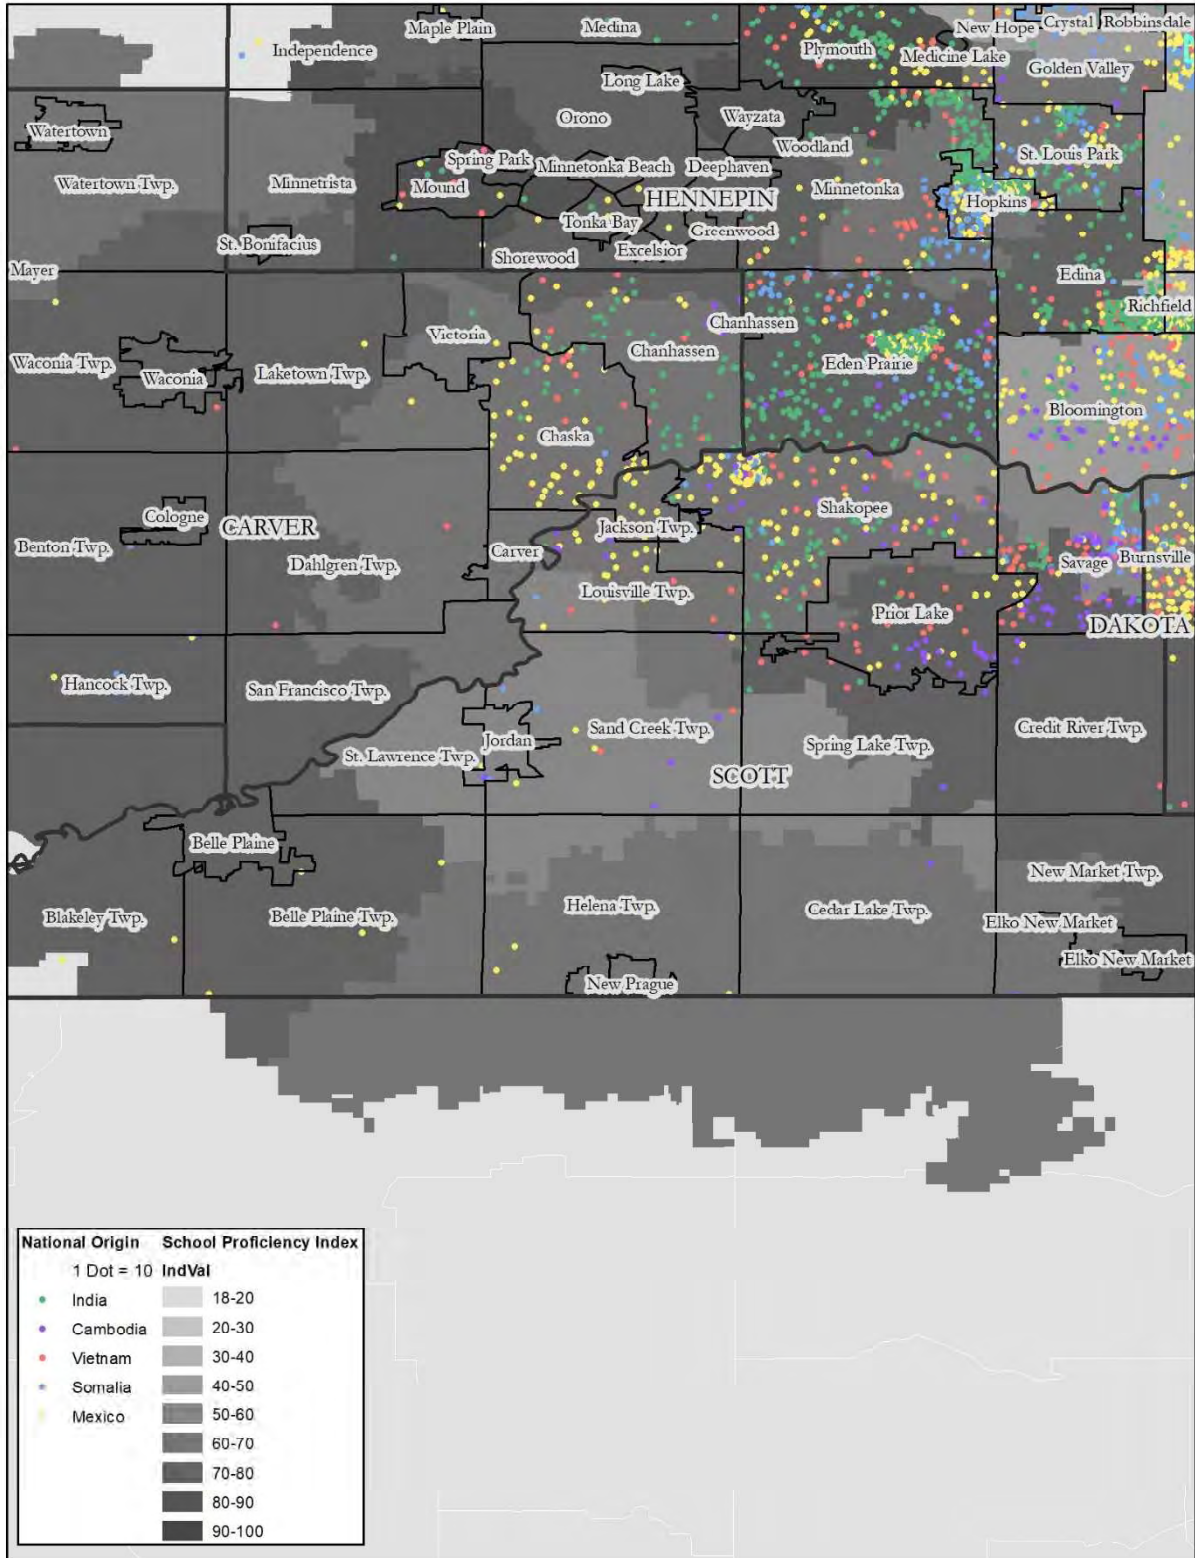 Maple Plain
Medina
New Hope
Crystal
Robbinsdale
Independence
Plymouth
Medicine Lake
Golden Valley
Long Lake
Watertown
Orono
Wayzata
Woodland
St. Louis Park
Watertown Twp.
Minnetrista
Spring Park
Mound
Minnetonka Beach
Deephaven
Minnetonka
HENNEPIN
Hopkins
Tonka Bay
Greenwood
St. Bonifacius
Shorewood
Excelsior
Mayer
Edina
Richfield
Victoria
Chanhassen
Chanhassen
Waconia Twp.
Waconia
Laketown Twp.
Eden Prairie
Bloomington
Chaska
Cologne
CARVER
Jackson Twp.
Shakopee
Benton Twp.
Dahlgren Twp.
Carver
Louisville Twp.
Savage
Burnsville
Prior Lake
DAKOTA
Hancock Twp.
San Francisco Twp.
Jordan
Sand Creek Twp.
Credit River Twp.
St. Lawrence Twp.
Spring Lake Twp.
SCOTT
Belle Plaine
New Market Twp.
Blakeley Twp.
Belle Plaine Twp.
Helena Twp.
Cedar Lake Twp.
Elko New Market
Elko New Market
New Prague
National Origin School Proficiency Index
1 Dot = 10 IndVal
India 18-20
Cambodia 20-30
Vietnam 30-40
Somalia 40-50
Mexico 50-60
60-70
70-80
80-90
90-100